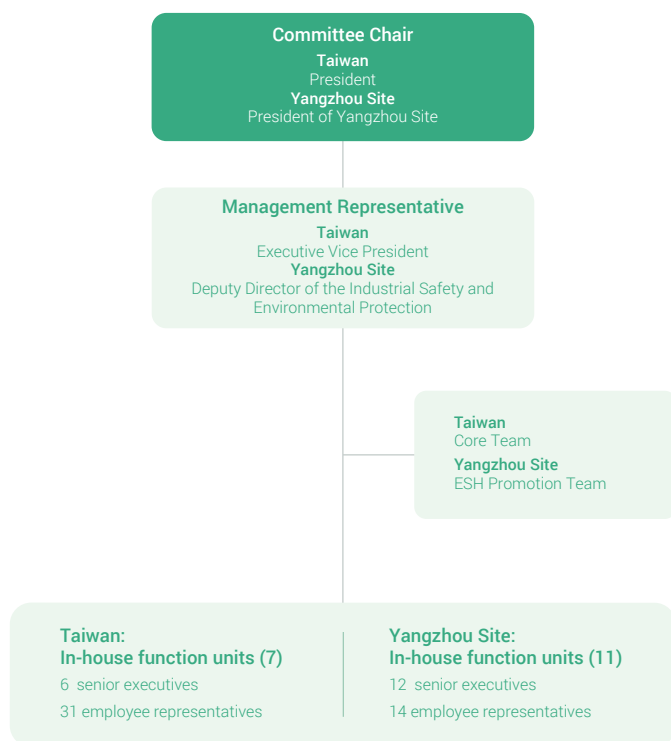 Committee Chair
Taiwan
President
Yangzhou Site
President of Yangzhou Site
Management Representative
Taiwan
Executive Vice President
Yangzhou Site
Deputy Director of the Industrial Safety and
Environmental Protection
Taiwan
Core Team
Yangzhou Site
ESH Promotion Team
Taiwan:
In-house function units (7)
6 senior executives
31 employee representatives
Yangzhou Site:
In-house function units (11)
12 senior executives
14 employee representatives